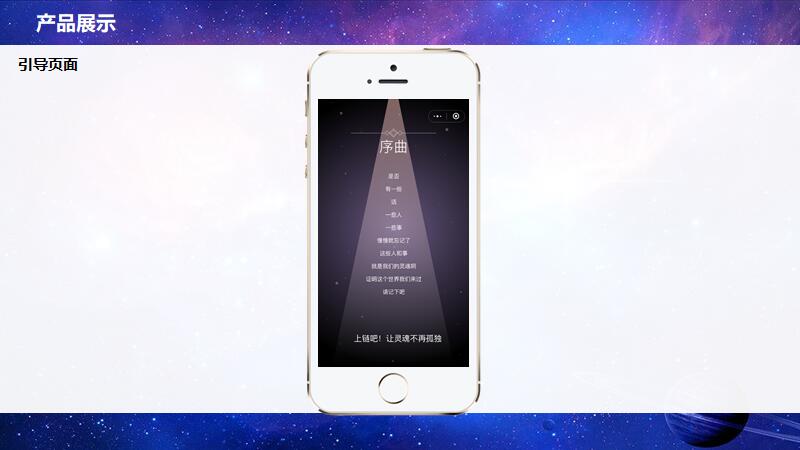 产品展示
引导页面
序曲
是否
有一些
话
一些人
一些事
慢慢就忘记了
这些人和事
就是我们的灵魂啊
证明这个世界我们来过
请记下吧
上链吧！让灵魂不再孤独